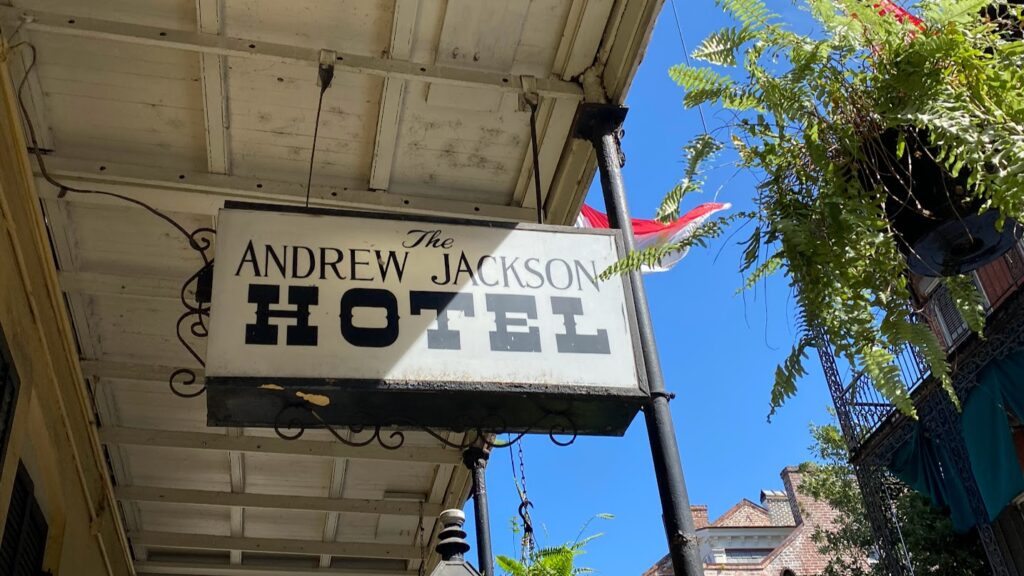 The
ANDREW JACKSON
HOTEL